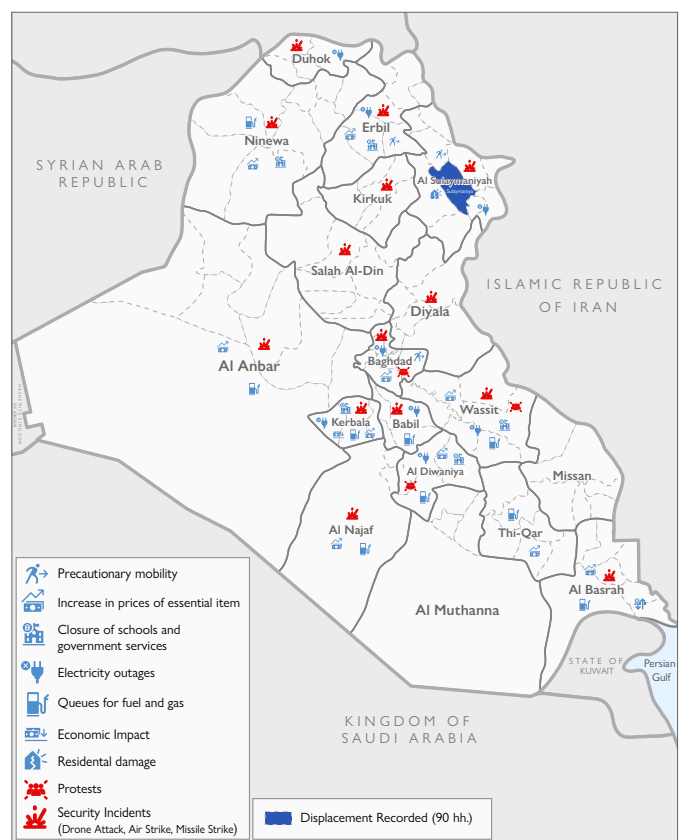 Duhok
Ninewa
Erbil
SYRIAN ARAB
REPUBLIC
Al Sulaymaniyah
Sulaymaniya
Kirkuk
Salah Al-Din
ISLAMIC REPUBLIC
OF IRAN
Diyala
Al Anbar
Baghdad
Wassit
Kerbala
Babil
Al Diwaniya
Missan
Al Najaf
Thi-Qar
Al Basrah
Al Muthanna
STATE OF
KUWAIT
Persian
Gulf
KINGDOM OF
SAUDI ARABIA
Precautionary mobility
Increase in prices of essential item
Closure of schools and
government services
Electricity outages
Queues for fuel and gas
Economic Impact
Residental damage
Protests
Security Incidents
(Drone Attack, Air Strike, Missile Strike)
Displacement Recorded (90 hh.)